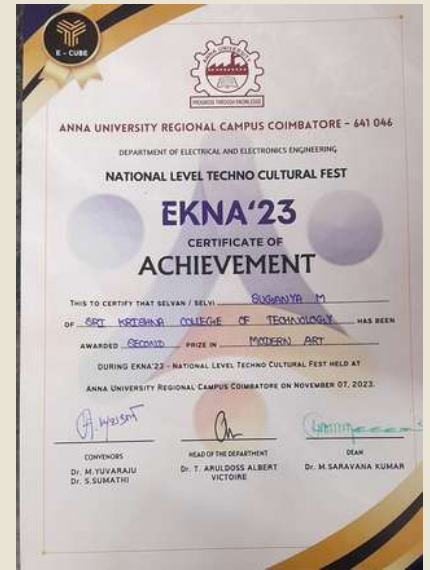 E - CUBE
ANNA UNIVERSITY
PROGRESS THROUGH KNOWLEDGE
ANNA UNIVERSITY REGIONAL CAMPUS COIMBATORE – 641 046
DEPARTMENT OF ELECTRICAL AND ELECTRONICS ENGINEERING
NATIONAL LEVEL TECHNO CULTURAL FEST
EKNA‘23
CERTIFICATE OF
ACHIEVEMENT
THIS TO CERTIFY THAT SELVAN / SELVI SUGANYA M
OF SRI KRISHNA COLLEGE OF TECHNOLOGY HAS BEEN
AWARDED SECOND PRIZE IN MODERN ART
DURING EKNA'23 - NATIONAL LEVEL TECHNO CULTURAL FEST HELD AT
ANNA UNIVERSITY REGIONAL CAMPUS COIMBATORE ON NOVEMBER 07, 2023.
CONVENORS HEAD OF THE DEPARTMENT DEAN
Dr. M.YUVARAJU Dr. T. ARULDOSS ALBERT Dr. M.SARAVANA KUMAR
Dr. S.SUMATHI VICTOIRE